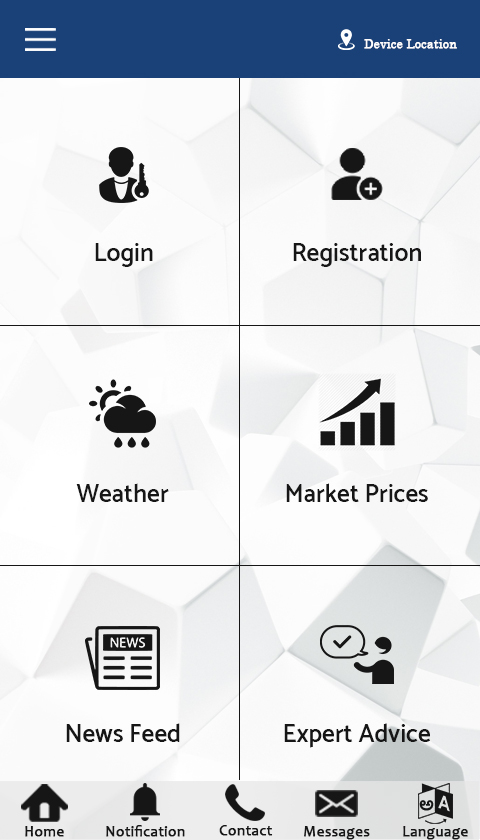 Device Location
Login
Registration
Weather
Market Prices
NEWS
News Feed
Expert Advice
Home
Notification
Contact
Messages
Language